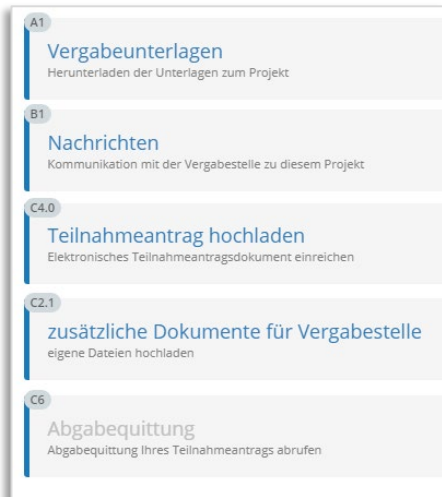 A1
Vergabeunterlagen
Herunterladen der Unterlagen zum Projekt
B1
Nachrichten
Kommunikation mit der Vergabestelle zu diesem Projekt
C4.0
Teilnahmeantrag hochladen
Elektronisches Teilnahmeantragsdokument einreichen
C2.1
zusätzliche Dokumente für Vergabestelle
eigene Dateien hochladen
C6
Abgabequittung
Abgabequittung Ihres Teilnahmeantrags abrufen